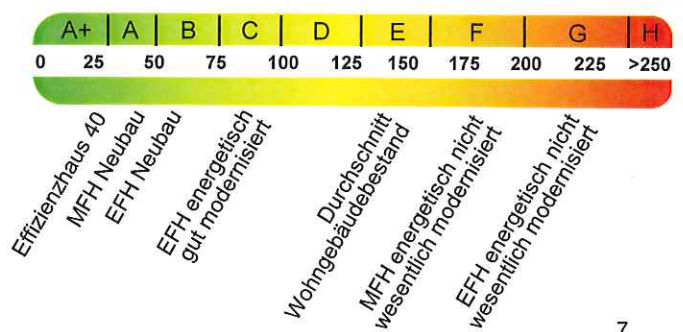 A+ A B C D E F G H
0 25 50 75 100 125 150 175 200 225 >250
Effizienzhaus 40
MFH Neubau
EFH Neubau
EFH energetisch
gut modernisiert
Durchschnitt
Wohngebäudebestand
MFH energetisch nicht
wesentlich modernisiert
EFH energetisch nicht
wesentlich modernisiert
7